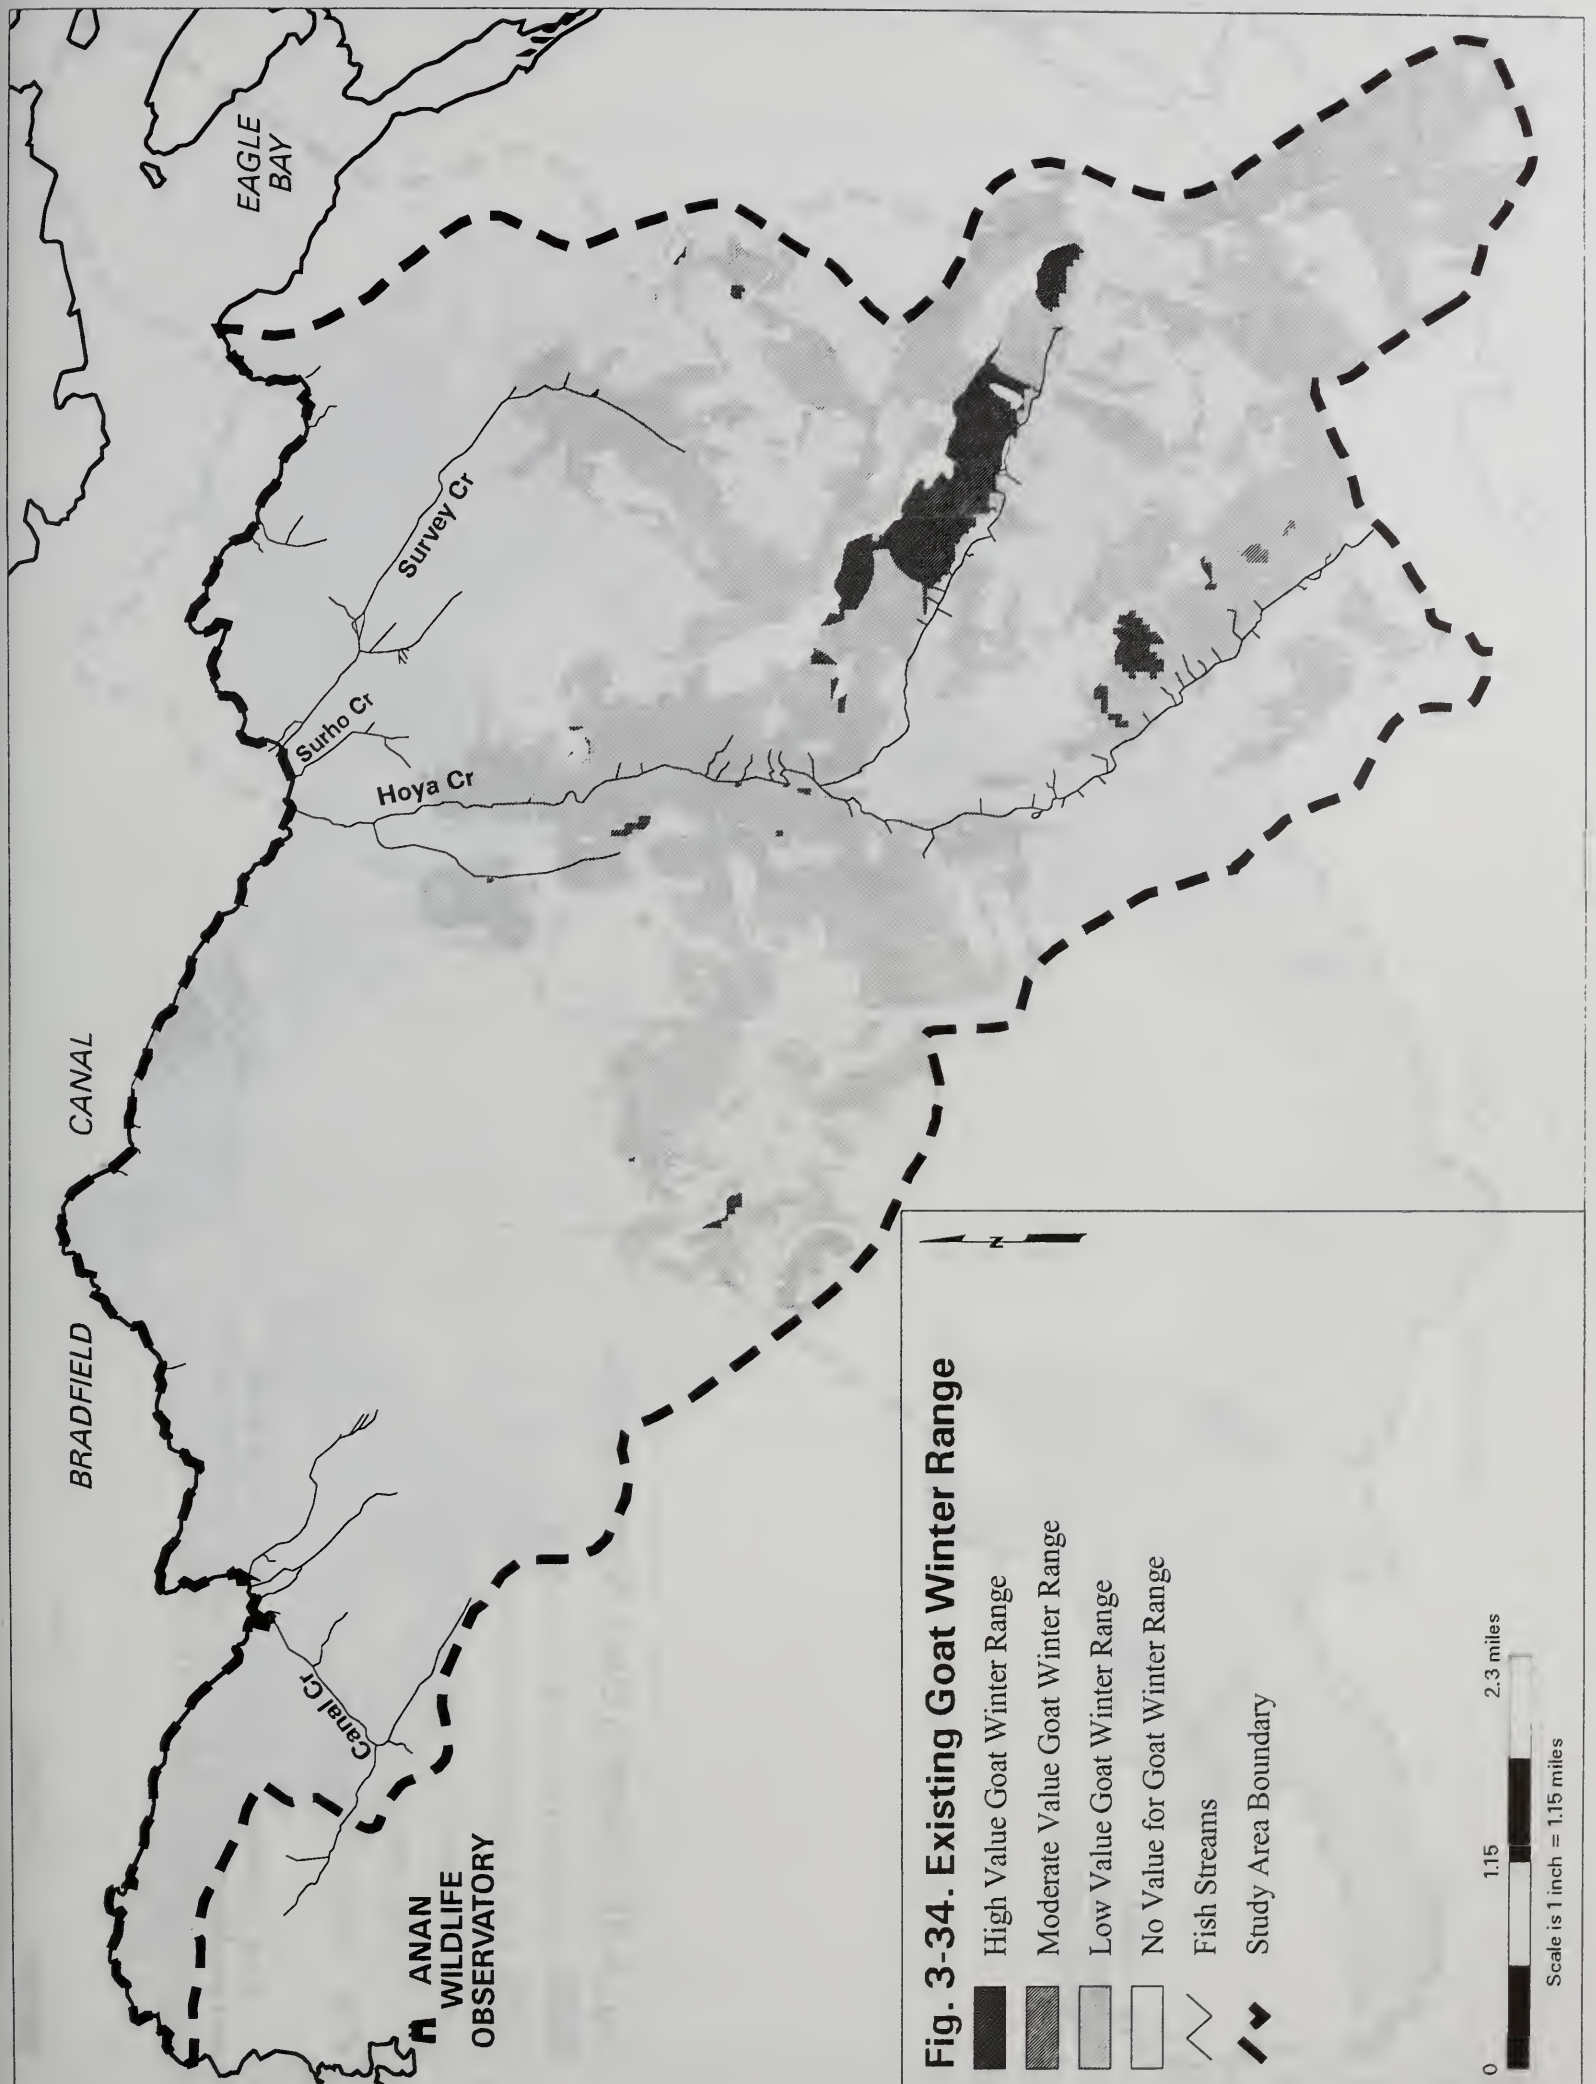 BRADFIELD CANAL
EAGLE
BAY
Survey Cr
Surho Cr
Hoya Cr
Canal Cr
ANAN
WILDLIFE
OBSERVATORY
Fig. 3-34. Existing Goat Winter Range
N
High Value Goat Winter Range
Moderate Value Goat Winter Range
Low Value Goat Winter Range
No Value for Goat Winter Range
Fish Streams
Study Area Boundary
0 1.15 2.3 miles
Scale is 1 inch = 1.15 miles